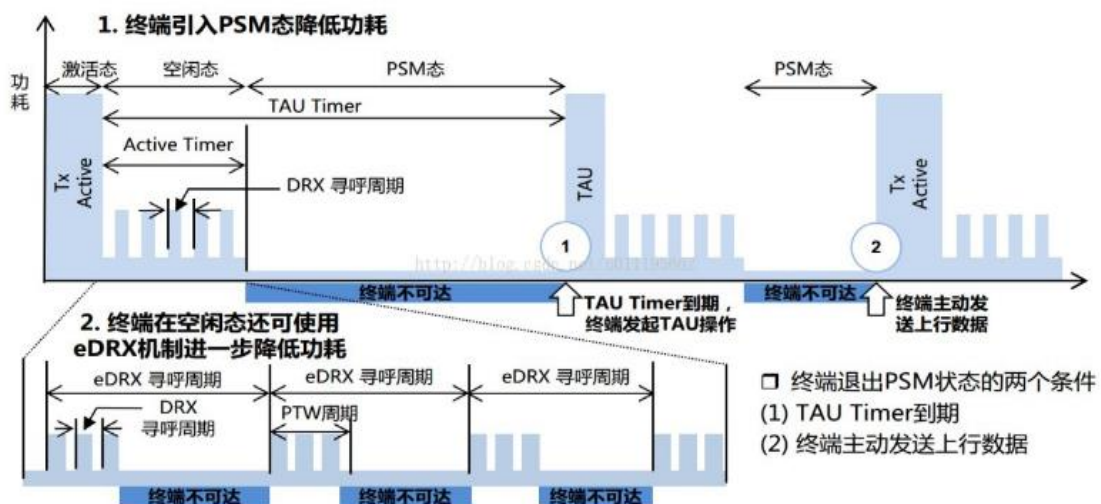 1. 终端引入PSM态降低功耗
功耗
激活态
空闲态
PSM态
PSM态
TAU Timer
Active Timer
DRX 寻呼周期
Tx Active
TAU
Tx Active
1
2
终端不可达
终端不可达
TAU Timer到期，
终端发起TAU操作
终端主动发
送上行数据
2. 终端在空闲态还可使用
eDRX机制进一步降低功耗
eDRX 寻呼周期
eDRX 寻呼周期
eDRX 寻呼周期
DRX
寻呼周期
PTW周期
终端不可达
终端不可达
终端不可达
□ 终端退出PSM状态的两个条件
(1) TAU Timer到期
(2) 终端主动发送上行数据